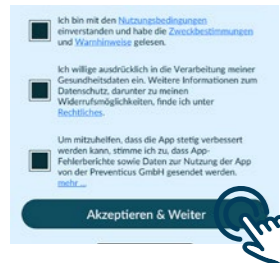 Ich bin mit den Nutzungsbedingungen
einverstanden und habe die Zweckbestimmungen
und Warnhinweise gelesen.
Ich willige ausdrücklich in die Verarbeitung meiner
Gesundheitsdaten ein. Weitere Informationen zum
Datenschutz, darunter zu meinen
Widerrufsmöglichkeiten, finde ich unter
Rechtliches.
Um mitzuhelfen, dass die App stetig verbessert
werden kann, stimme ich zu, dass App-
Fehlerberichte sowie Daten zur Nutzung der App
von der Preventicus GmbH gesendet werden.
mehr ...
Akzeptieren & Weiter